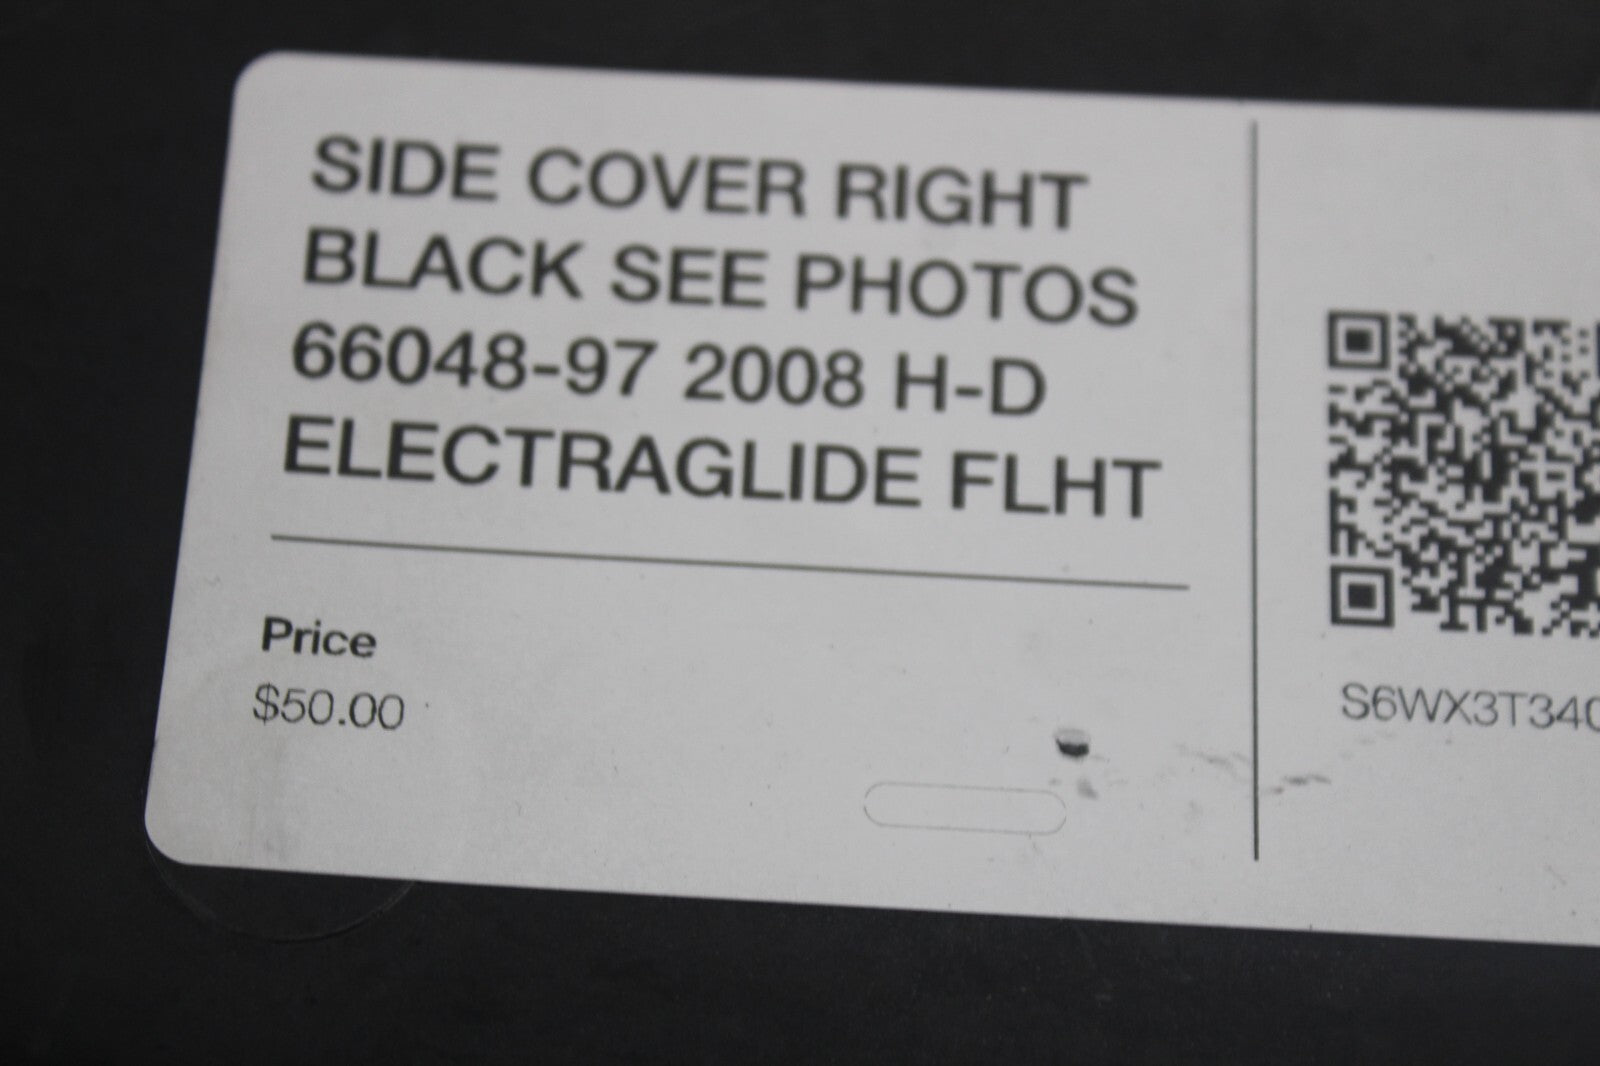 SIDE COVER RIGHT
BLACK SEE PHOTOS
66048-97 2008 H-D
ELECTRAGLIDE FLHT
Price
$50.00
S6WX3T340